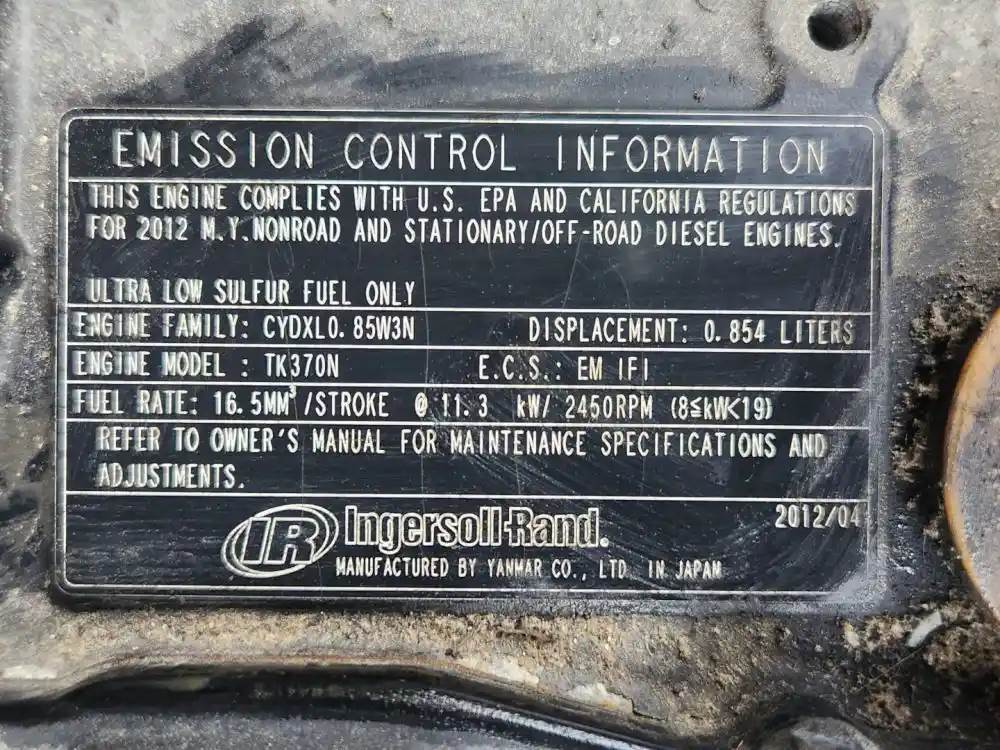 EMISSION CONTROL INFORMATION
THIS ENGINE COMPLIES WITH U.S. EPA AND CALIFORNIA REGULATIONS
FOR 2012 M.Y. NONROAD AND STATIONARY/OFF-ROAD DIESEL ENGINES.
ULTRA LOW SULFUR FUEL ONLY
ENGINE FAMILY: CYDXL0.85W3N DISPLACEMENT: 0.854 LITERS
ENGINE MODEL : TK370N E.C.S.: EM IFI
FUEL RATE: 16.5MM³/STROKE @ 11.3 kW/ 2450RPM (8≦kW<19)
REFER TO OWNER'S MANUAL FOR MAINTENANCE SPECIFICATIONS AND
ADJUSTMENTS.
2012/04
IR Ingersoll-Rand.
MANUFACTURED BY YANMAR CO., LTD. IN JAPAN